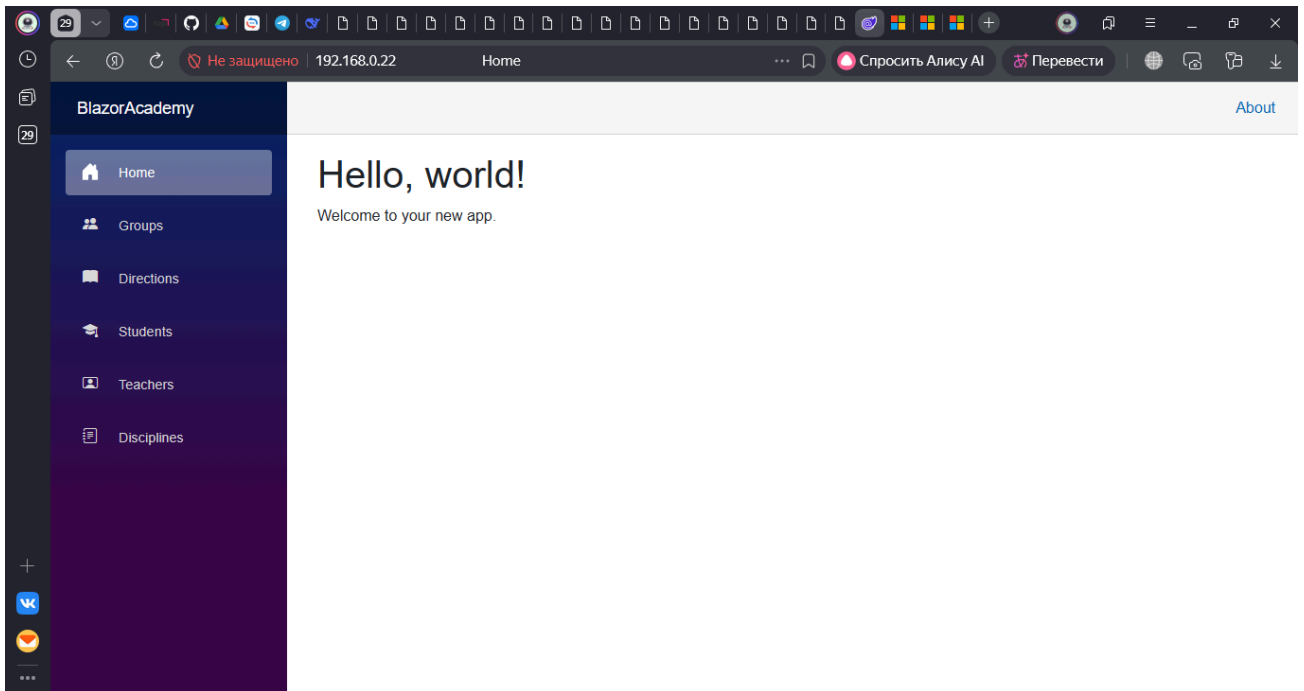 29
Не защищено 192.168.0.22 Home ... Спросить Алису AI Перевести
29
BlazorAcademy
About
Home
Groups
Directions
Students
Teachers
Disciplines
Hello, world!
Welcome to your new app.